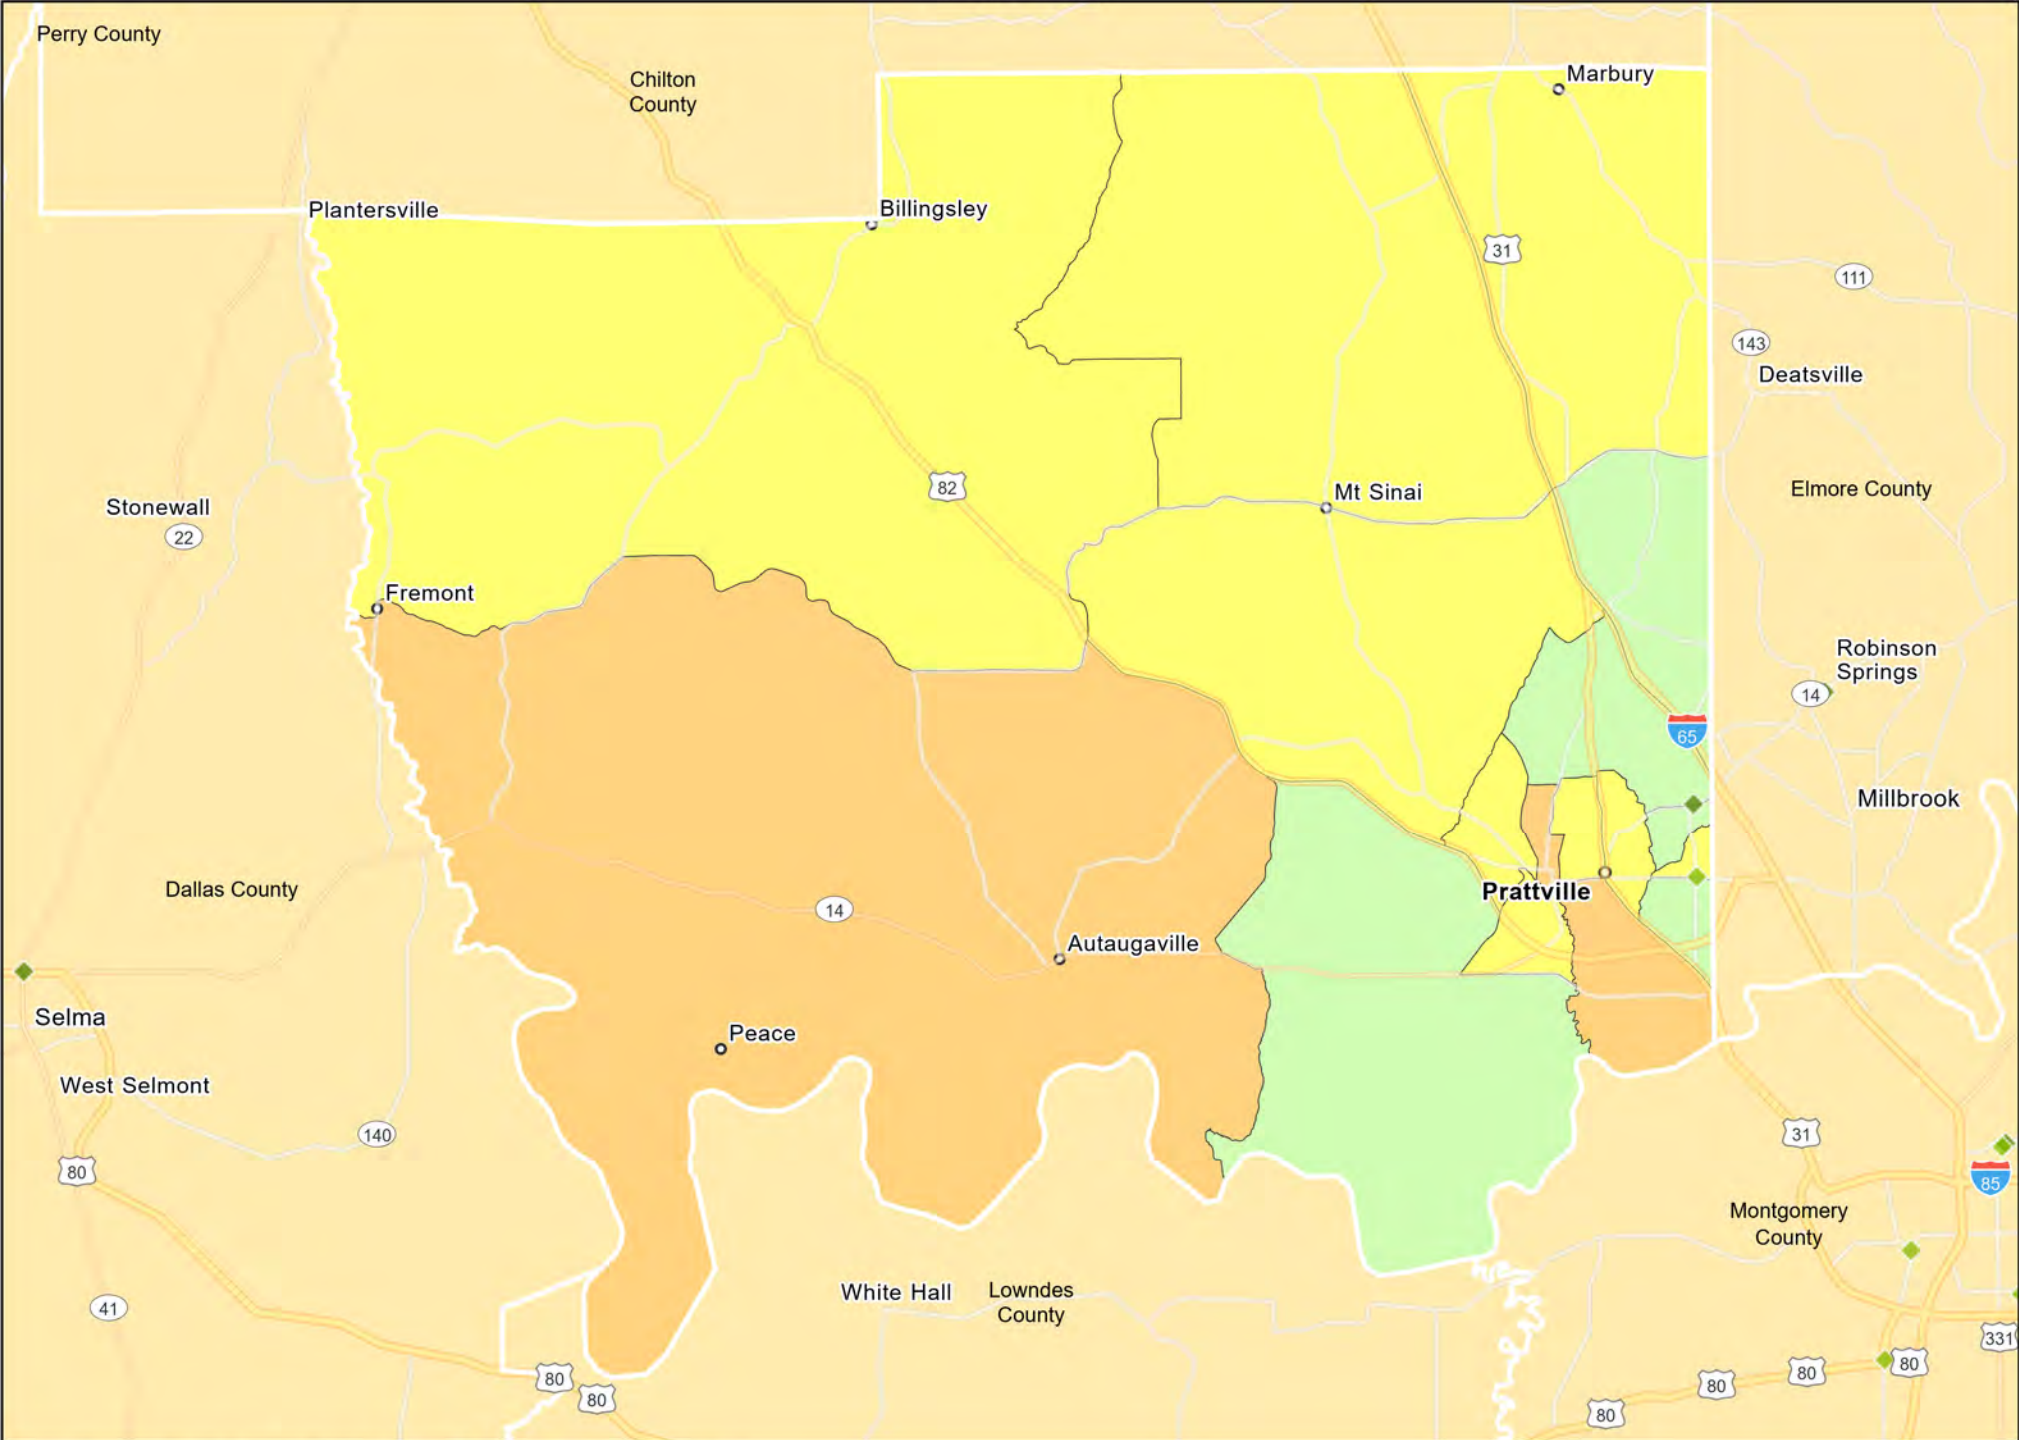 Perry County
Chilton
County
Marbury
Plantersville
Billingsley
31
111
143
Deatsville
82
Mt Sinai
Elmore County
Stonewall
22
Fremont
Robinson
Springs
14
65
Millbrook
Dallas County
Prattville
14
Autaugaville
Selma
Peace
West Selmont
140
31
80
85
Montgomery
County
White Hall
Lowndes
County
41
331
80
80
80
80
80
80